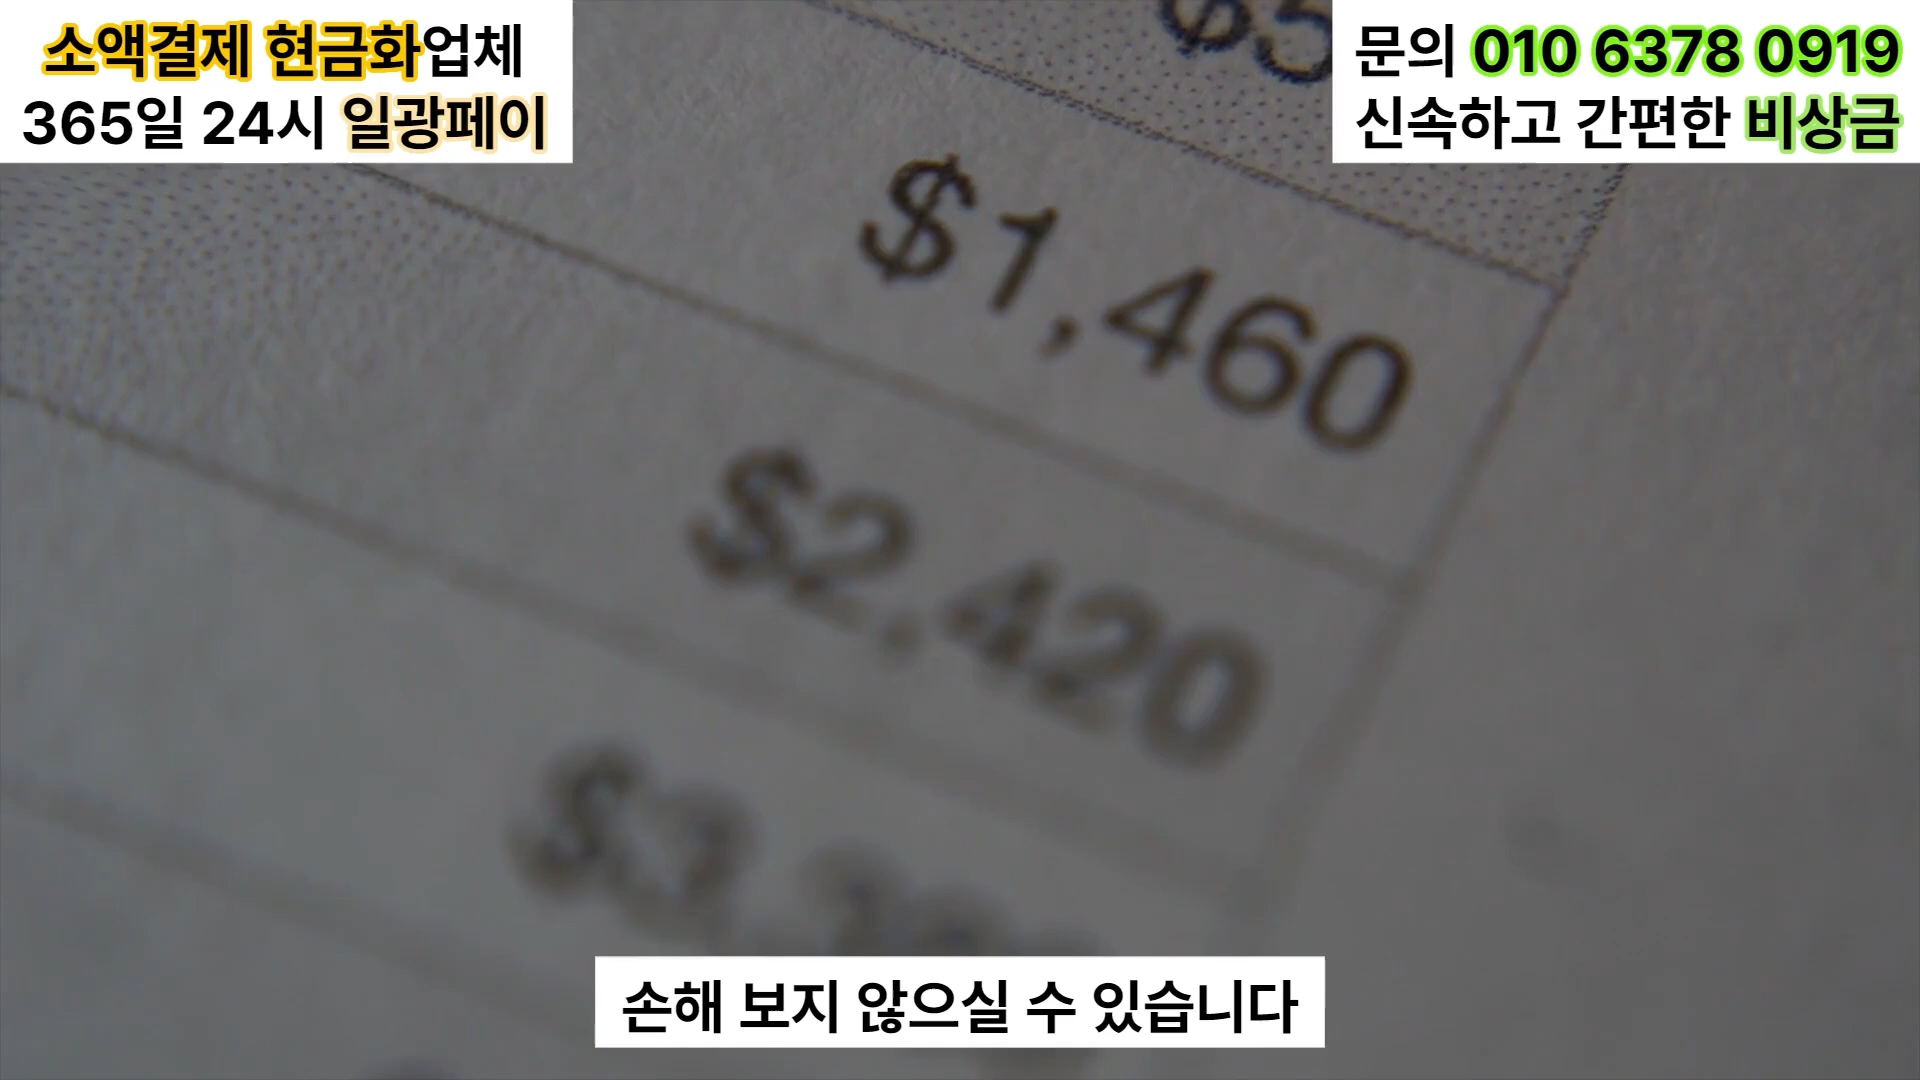 소액결제 현금화업체
365일 24시 일광페이
문의 010 6378 0919
신속하고 간편한 비상금
$5
$1,460
$2,420
손해 보지 않으실 수 있습니다